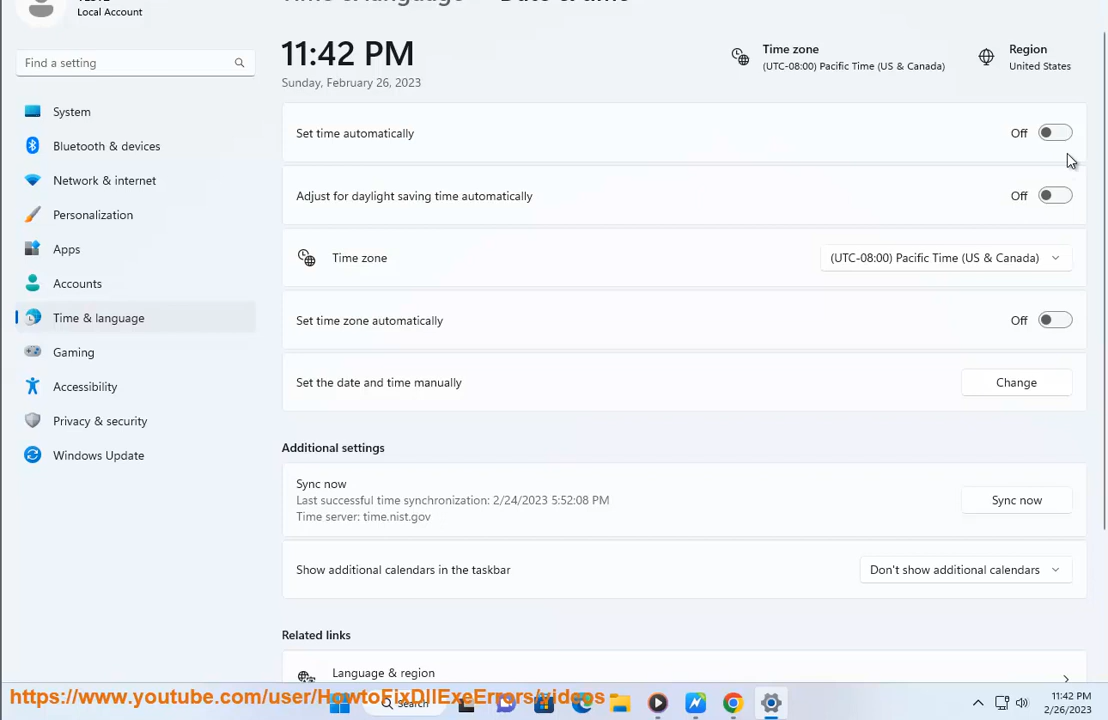 Local Account
Find a setting
System
Bluetooth & devices
Network & internet
Personalization
Apps
Accounts
Time & language
Gaming
Accessibility
Privacy & security
Windows Update
11:42 PM
Sunday, February 26, 2023
Time zone
(UTC-08:00) Pacific Time (US & Canada)
Region
United States
Set time automatically
Off
Adjust for daylight saving time automatically
Off
Time zone
(UTC-08:00) Pacific Time (US & Canada)
Set time zone automatically
Off
Set the date and time manually
Change
Additional settings
Sync now
Last successful time synchronization: 2/24/2023 5:52:08 PM
Time server: time.nist.gov
Sync now
Show additional calendars in the taskbar
Don't show additional calendars
Related links
Language & region
https://www.youtube.com/user/HowtoFixDllExeErrors/videos
Search
11:42 PM
2/26/2023